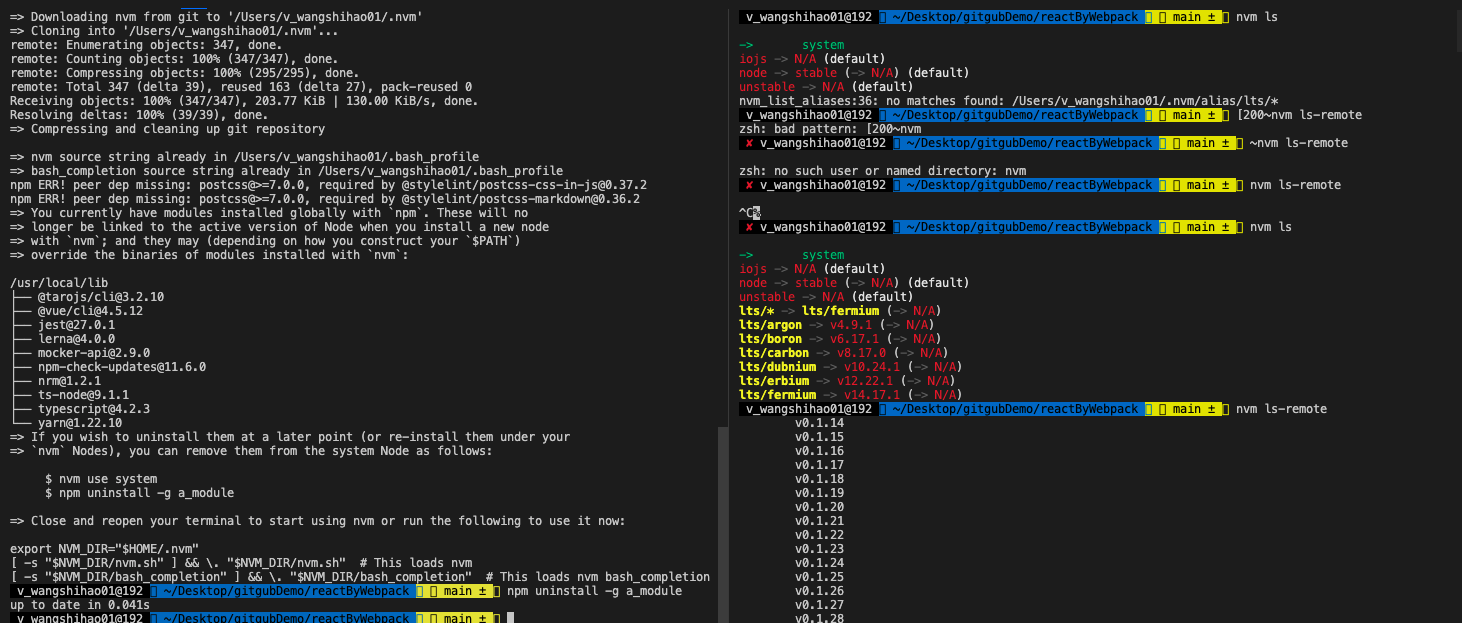 => Downloading nvm from git to '/Users/v_wangshihao01/.nvm'
=> Cloning into '/Users/v_wangshihao01/.nvm'...
remote: Enumerating objects: 347, done.
remote: Counting objects: 100% (347/347), done.
remote: Compressing objects: 100% (295/295), done.
remote: Total 347 (delta 39), reused 163 (delta 27), pack-reused 0
Receiving objects: 100% (347/347), 203.77 KiB | 130.00 KiB/s, done.
Resolving deltas: 100% (39/39), done.
=> Compressing and cleaning up git repository
=> nvm source string already in /Users/v_wangshihao01/.bash_profile
=> bash_completion source string already in /Users/v_wangshihao01/.bash_profile
npm ERR! peer dep missing: postcss@>=7.0.0, required by @stylelint/postcss-css-in-js@0.37.2
npm ERR! peer dep missing: postcss@>=7.0.0, required by @stylelint/postcss-markdown@0.36.2
=> You currently have modules installed globally with `npm`. These will no
=> longer be linked to the active version of Node when you install a new node
=> with `nvm`; and they may (depending on how you construct your `$PATH`)
=> override the binaries of modules installed with `nvm`:
/usr/local/lib
├── @tarojs/cli@3.2.10
├── @vue/cli@4.5.12
├── jest@27.0.1
├── lerna@4.0.0
├── mocker-api@2.9.0
├── npm-check-updates@11.6.0
├── nrm@1.2.1
├── ts-node@9.1.1
├── typescript@4.2.3
└── yarn@1.22.10
=> If you wish to uninstall them at a later point (or re-install them under your
=> `nvm` Nodes), you can remove them from the system Node as follows:
$ nvm use system
$ npm uninstall -g a_module
=> Close and reopen your terminal to start using nvm or run the following to use it now:
export NVM_DIR="$HOME/.nvm"
[ -s "$NVM_DIR/nvm.sh" ] && \. "$NVM_DIR/nvm.sh"  # This loads nvm
[ -s "$NVM_DIR/bash_completion" ] && \. "$NVM_DIR/bash_completion"  # This loads nvm bash_completion
v_wangshihao01@192 ~/Desktop/gitgubDemo/reactByWebpack main ± npm uninstall -g a_module
up to date in 0.041s
v_wangshihao01@192 ~/Desktop/gitgubDemo/reactByWebpack main ±
v_wangshihao01@192 ~/Desktop/gitgubDemo/reactByWebpack main ± nvm ls
-> system
iojs -> N/A (default)
node -> stable (-> N/A) (default)
unstable -> N/A (default)
nvm_list_aliases:36: no matches found: /Users/v_wangshihao01/.nvm/alias/lts/*
v_wangshihao01@192 ~/Desktop/gitgubDemo/reactByWebpack main ± [200~nvm ls-remote
zsh: bad pattern: [200~nvm
✘ v_wangshihao01@192 ~/Desktop/gitgubDemo/reactByWebpack main ± ~nvm ls-remote
zsh: no such user or named directory: nvm
✘ v_wangshihao01@192 ~/Desktop/gitgubDemo/reactByWebpack main ± nvm ls-remote
^C%
✘ v_wangshihao01@192 ~/Desktop/gitgubDemo/reactByWebpack main ± nvm ls
-> system
iojs -> N/A (default)
node -> stable (-> N/A) (default)
unstable -> N/A (default)
lts/* -> lts/fermium (-> N/A)
lts/argon -> v4.9.1 (-> N/A)
lts/boron -> v6.17.1 (-> N/A)
lts/carbon -> v8.17.0 (-> N/A)
lts/dubnium -> v10.24.1 (-> N/A)
lts/erbium -> v12.22.1 (-> N/A)
lts/fermium -> v14.17.1 (-> N/A)
v_wangshihao01@192 ~/Desktop/gitgubDemo/reactByWebpack main ± nvm ls-remote
v0.1.14
v0.1.15
v0.1.16
v0.1.17
v0.1.18
v0.1.19
v0.1.20
v0.1.21
v0.1.22
v0.1.23
v0.1.24
v0.1.25
v0.1.26
v0.1.27
v0.1.28